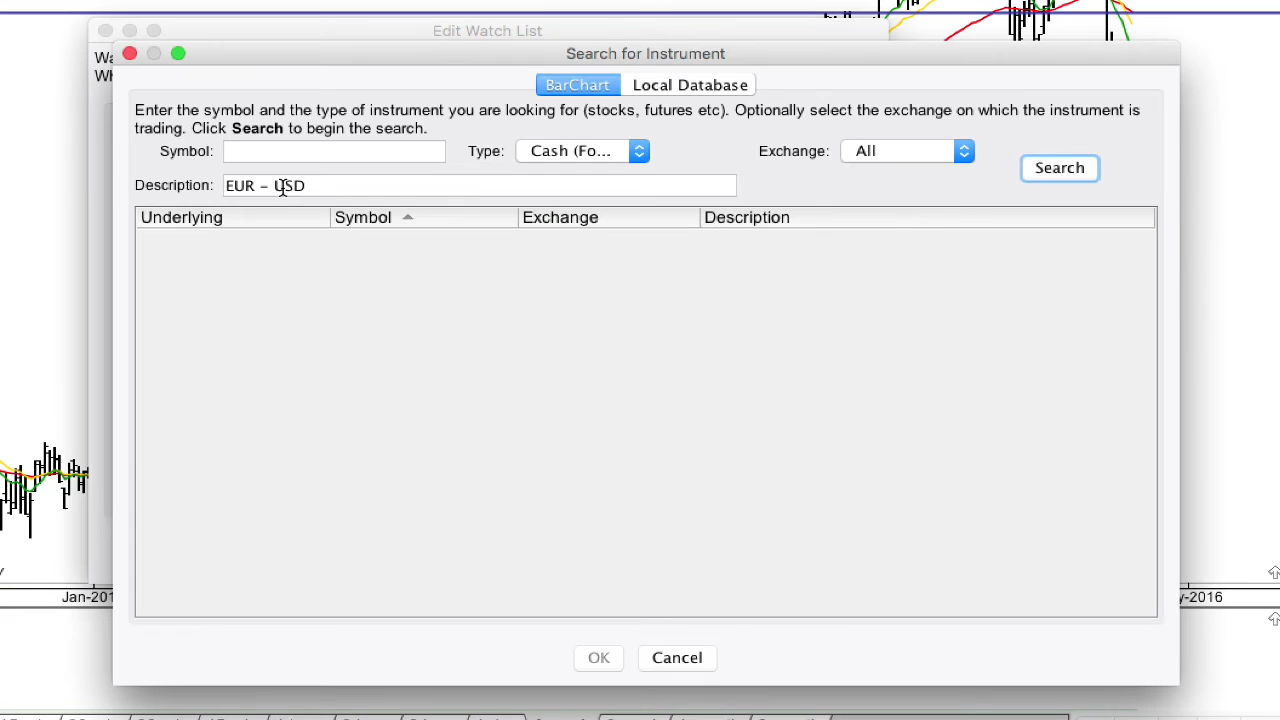 Edit Watch List
Wa
Wh
Search for Instrument
BarChart Local Database
Enter the symbol and the type of instrument you are looking for (stocks, futures etc). Optionally select the exchange on which the instrument is
trading. Click Search to begin the search.
Symbol: Type: Cash (Fo... Exchange: All
Search
Description: EUR - USD
Underlying Symbol Exchange Description
Jan-201 y-2016
OK Cancel